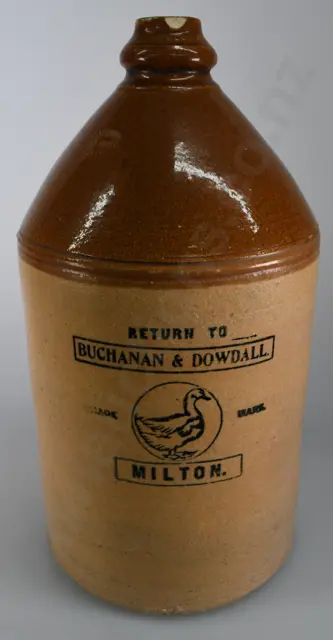 RETURN TO
BUCHANAN & DOWDALL
TRADE MARK.
MILTON.